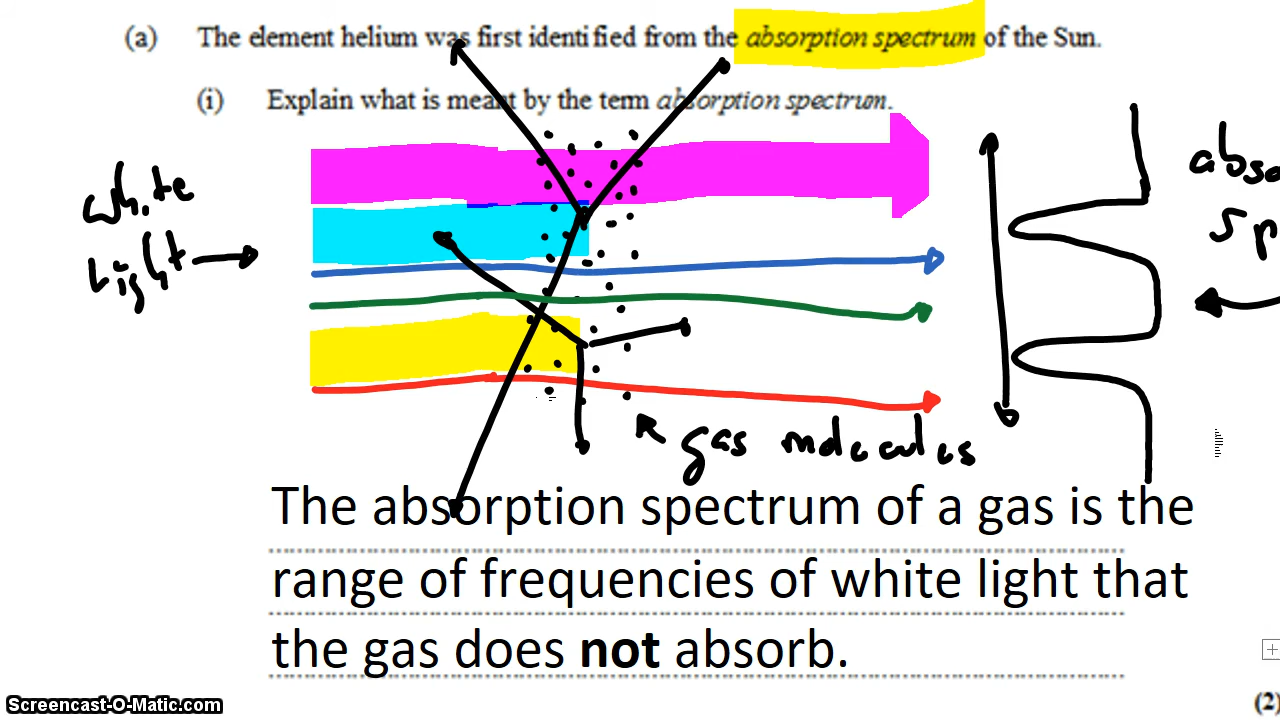 (a) The element helium was first identified from the absorption spectrum of the Sun.
(i) Explain what is meant by the term absorption spectrum.
white
light
abso
sp
gas molecules
The absorption spectrum of a gas is the
range of frequencies of white light that
the gas does not absorb.
(2)
Screencast-O-Matic.com